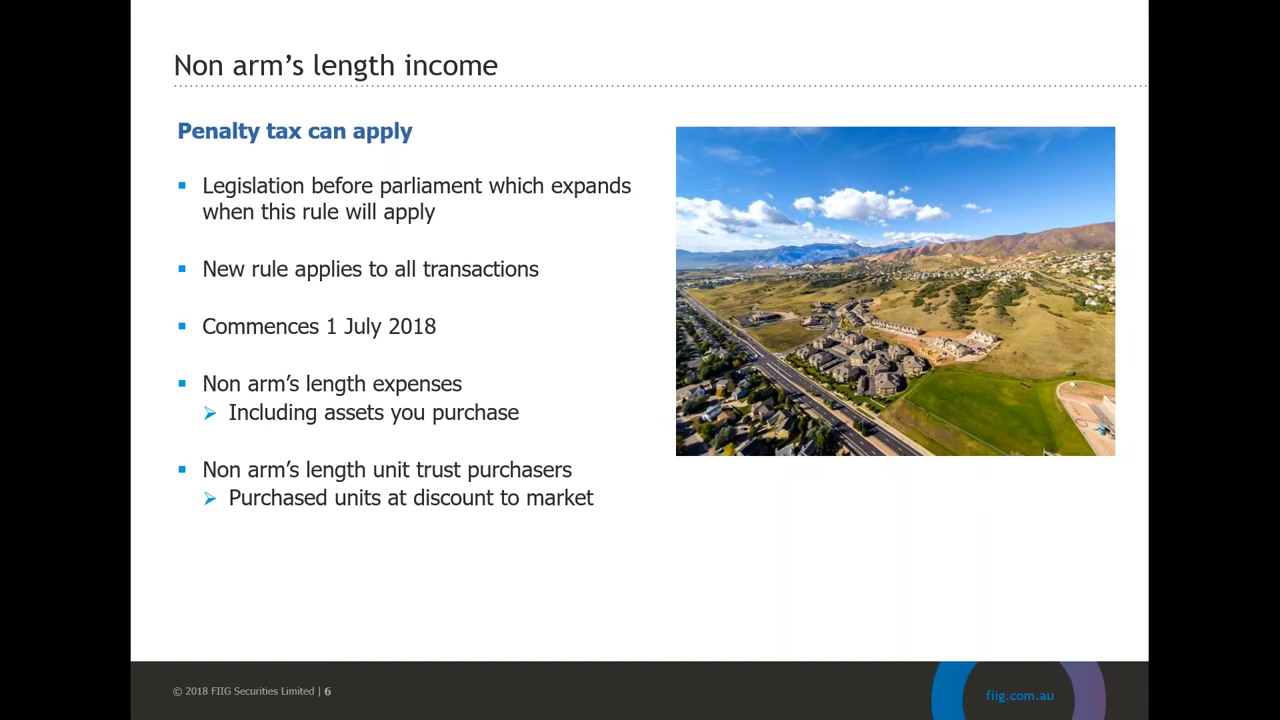 Non arm’s length income
Penalty tax can apply
Legislation before parliament which expands
when this rule will apply
New rule applies to all transactions
Commences 1 July 2018
Non arm’s length expenses
Including assets you purchase
Non arm’s length unit trust purchasers
Purchased units at discount to market
© 2018 FIIG Securities Limited | 6
fiig.com.au